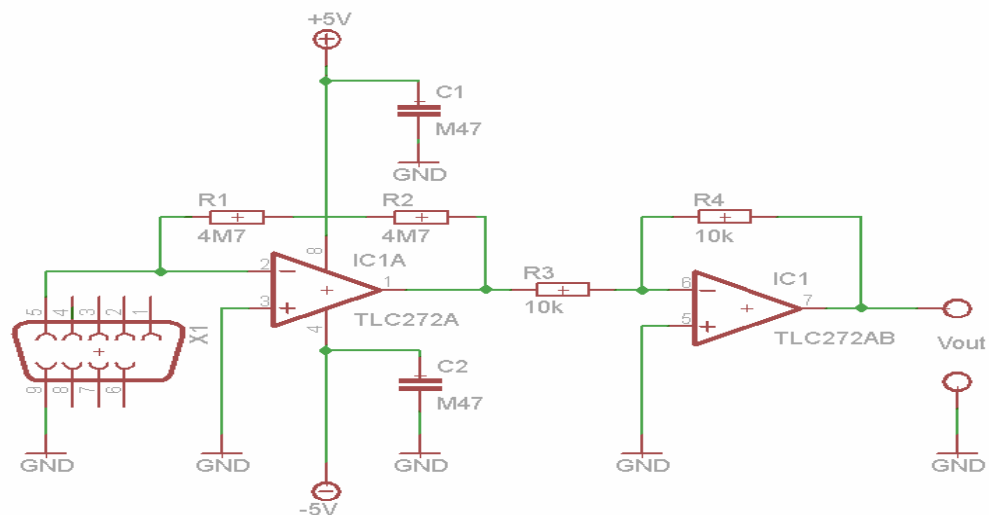 +5V
C1
M47
GND
R1
4M7
R2
4M7
R4
10k
8
2
IC1A
1
3
TLC272A
4
R3
10k
6
IC1
7
5
TLC272AB
5
4
3
2
1
X1
9
8
7
6
C2
M47
Vout
GND
GND
GND
GND
GND
-5V